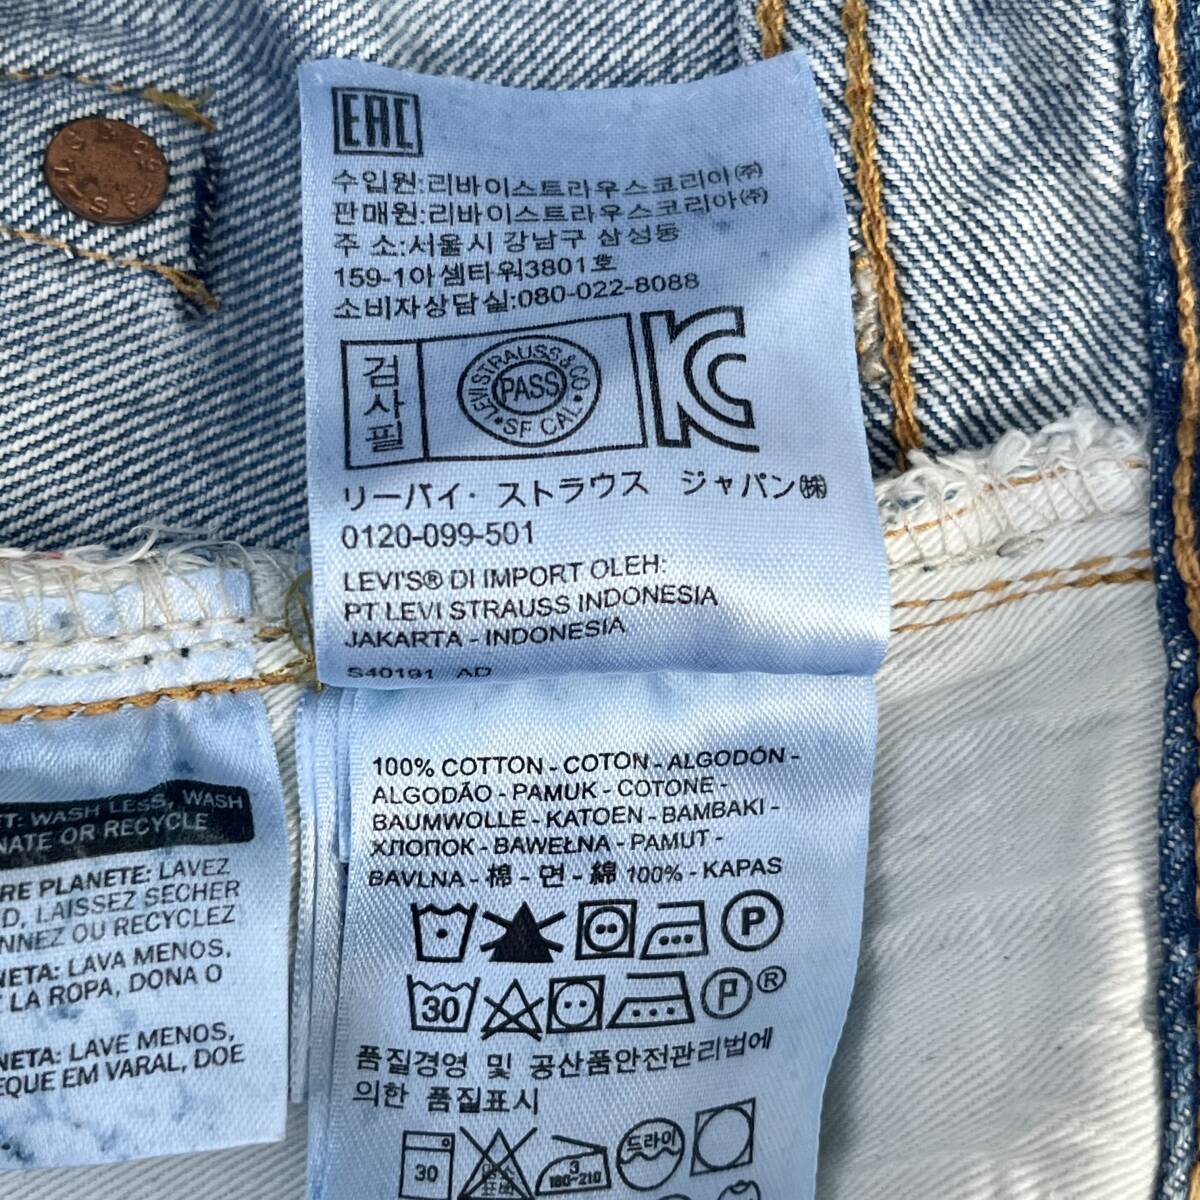 EAC
수입원:리바이스트라우스코리아㈜
판매원:리바이스트라우스코리아㈜
주 소:서울시 강남구 삼성동
159-1아셈타워3801호
소비자상담실:080-022-8088
검사필
LEVI STRAUSS & CO.
PASS
SF CAL
KC
リーバイ・ストラウス ジャパン㈱
0120-099-501
LEVI'S® DI IMPORT OLEH:
PT LEVI STRAUSS INDONESIA
JAKARTA - INDONESIA
S40191 AD
100% COTTON - COTON - ALGODÓN -
ALGODÃO - PAMUK - COTONE -
BAUMWOLLE - KATOEN - BAMBAKI -
ХЛОПОК - BAWEŁNA - PAMUT -
BAVLNA - 棉 - 면 - 綿 100% - KAPAS
P
30 P ®
품질경영 및 공산품안전관리법에
의한 품질표시
30
3
180~210
드라이
ET: WASH LESS, WASH
NATE OR RECYCLE
RE PLANETE: LAVEZ
D, LAISSEZ SÉCHER
NNEZ OU RECYCLEZ
NETA: LAVA MENOS,
LA ROPA, DONA O
NETA: LAVE MENOS,
EQUE EM VARAL, DOE